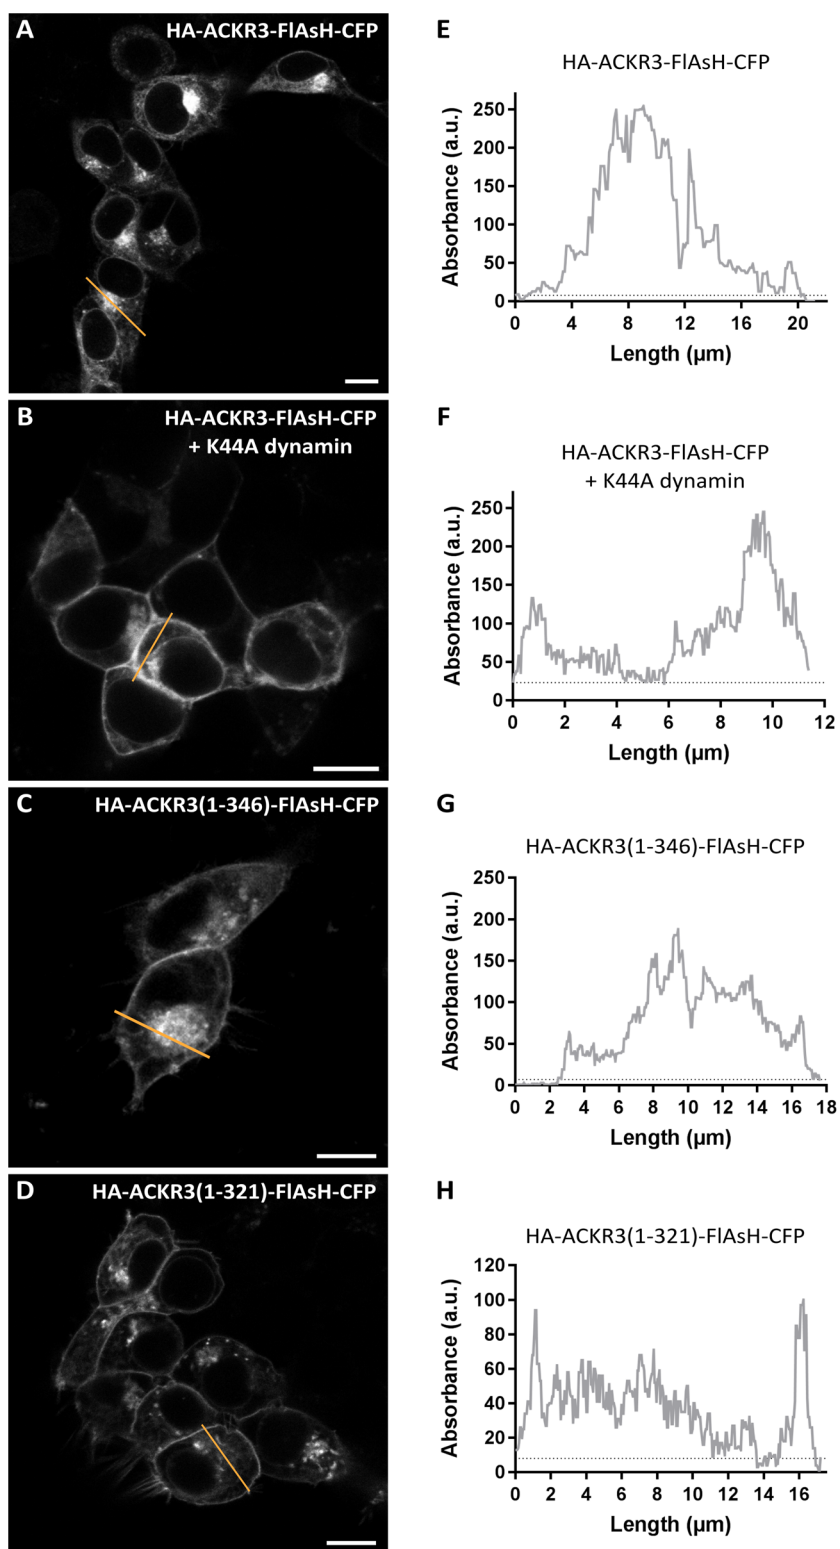 A
HA-ACKR3-FlAsH-CFP
E
HA-ACKR3-FlAsH-CFP
250
200
150
100
50
0
Absorbance (a.u.)
0 4 8 12 16 20
Length (µm)
B
HA-ACKR3-FlAsH-CFP
+ K44A dynamin
F
HA-ACKR3-FlAsH-CFP
+ K44A dynamin
250
200
150
100
50
0
Absorbance (a.u.)
0 2 4 6 8 10 12
Length (µm)
C
HA-ACKR3(1-346)-FlAsH-CFP
G
HA-ACKR3(1-346)-FlAsH-CFP
250
200
150
100
50
0
Absorbance (a.u.)
0 2 4 6 8 10 12 14 16 18
Length (µm)
D
HA-ACKR3(1-321)-FlAsH-CFP
H
HA-ACKR3(1-321)-FlAsH-CFP
120
100
80
60
40
20
0
Absorbance (a.u.)
0 2 4 6 8 10 12 14 16
Length (µm)